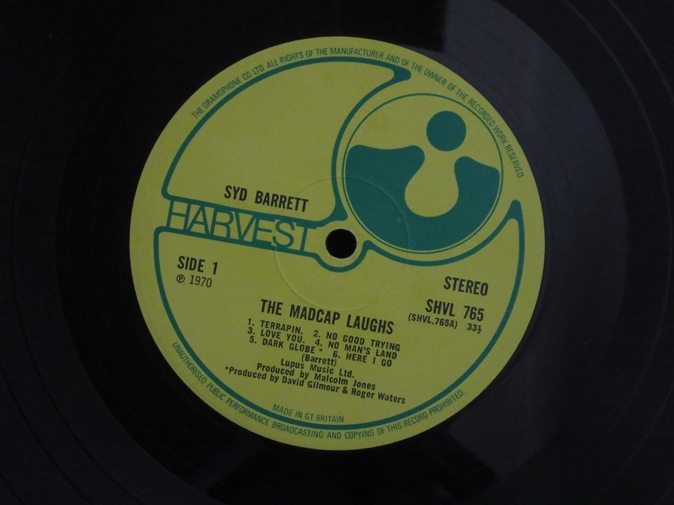 THE GRAMOPHONE CO LTD. ALL RIGHTS OF THE MANUFACTURER AND OF THE OWNER OF THE RECORDED WORK RESERVED.
SYD BARRETT
HARVEST
SIDE 1
℗ 1970
STEREO
SHVL 765
(SHVL.765A) 33⅓
THE MADCAP LAUGHS
1. TERRAPIN. 2. NO GOOD TRYING
3. LOVE YOU. 4. NO MAN'S LAND
5. DARK GLOBE * 6. HERE I GO
(Barrett)
Lupus Music Ltd.
Produced by Malcolm Jones
*Produced by David Gilmour & Roger Waters
MADE IN GT BRITAIN
UNAUTHORISED PUBLIC PERFORMANCE BROADCASTING AND COPYING OF THIS RECORD PROHIBITED.